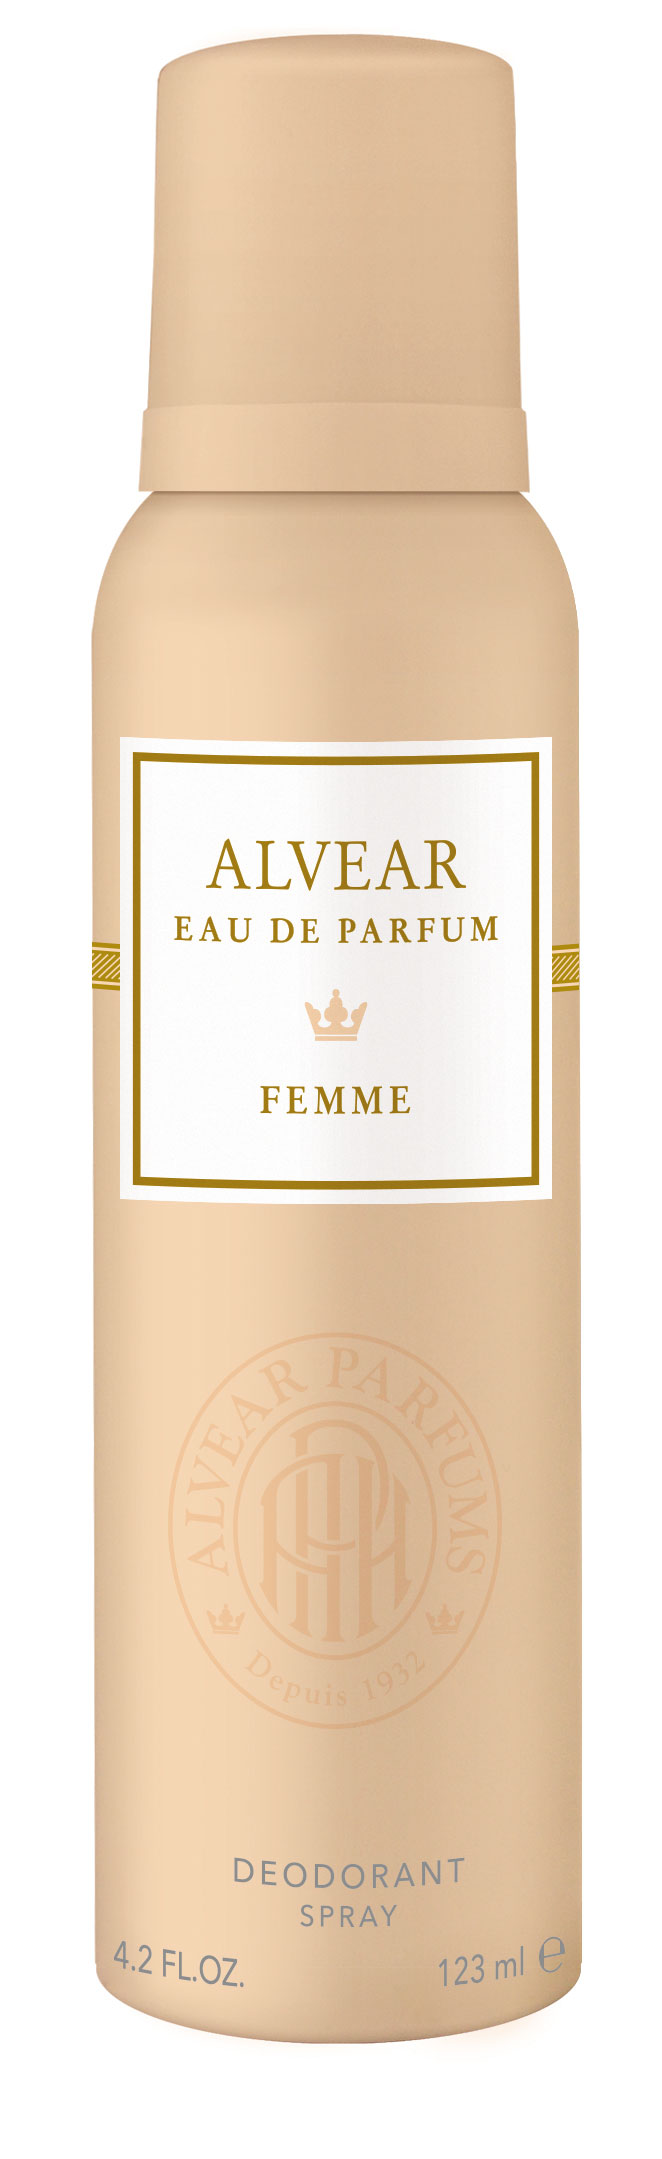 ALVEAR
EAU DE PARFUM
FEMME
ALVEAR PARFUMS
Depuis 1932
DEODORANT
SPRAY
4.2 FL.OZ.
123 ml ℮